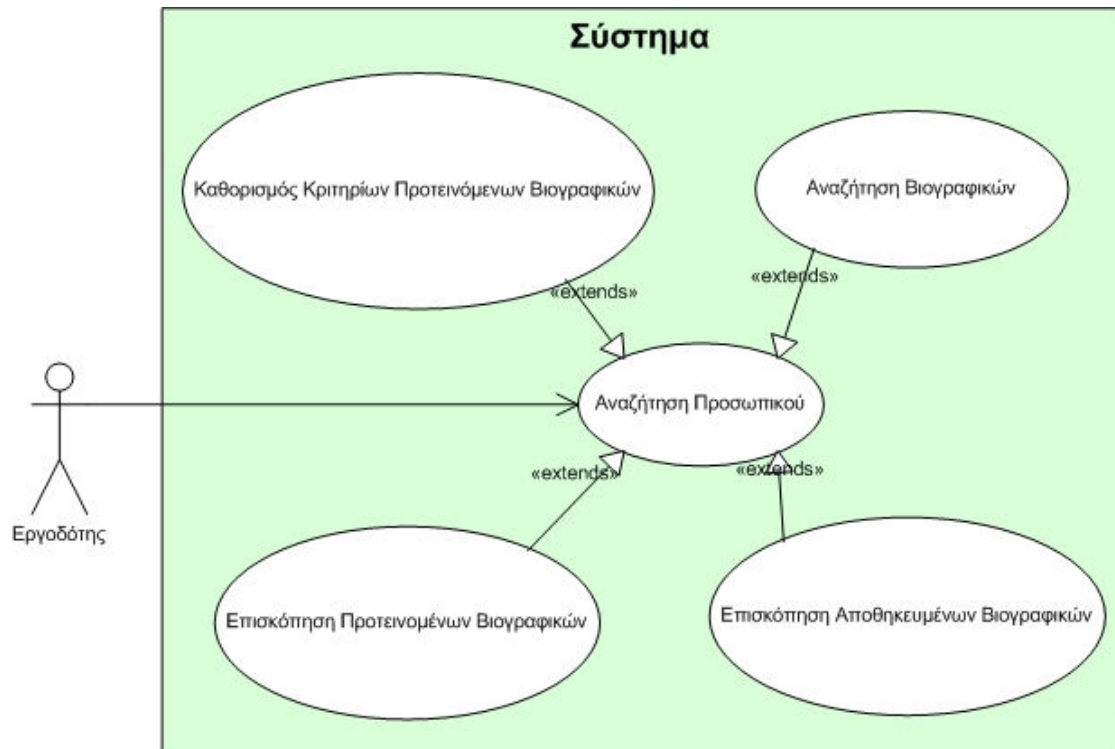 Σύστημα
Καθορισμός Κριτηρίων Προτεινόμενων Βιογραφικών
Αναζήτηση Βιογραφικών
«extends»
«extends»
Αναζήτηση Προσωπικού
«extends»
«extends»
Εργοδότης
Επισκόπηση Προτεινομένων Βιογραφικών
Επισκόπηση Αποθηκευμένων Βιογραφικών